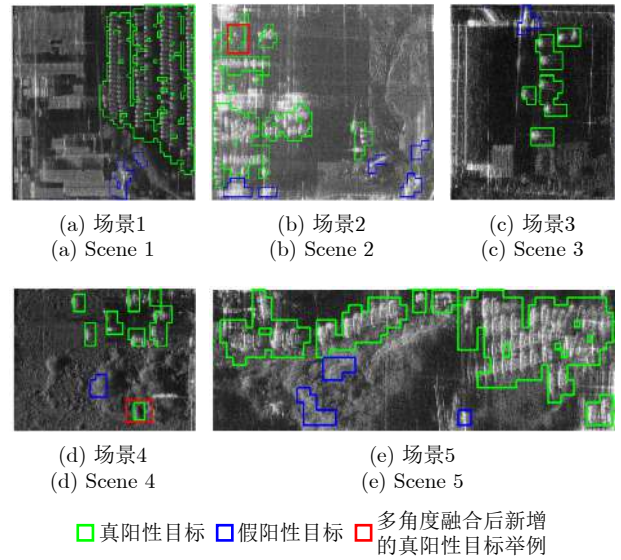 (a) 场景1
(a) Scene 1
(b) 场景2
(b) Scene 2
(c) 场景3
(c) Scene 3
(d) 场景4
(d) Scene 4
(e) 场景5
(e) Scene 5
真阳性目标
假阳性目标
多角度融合后新增
的真阳性目标举例